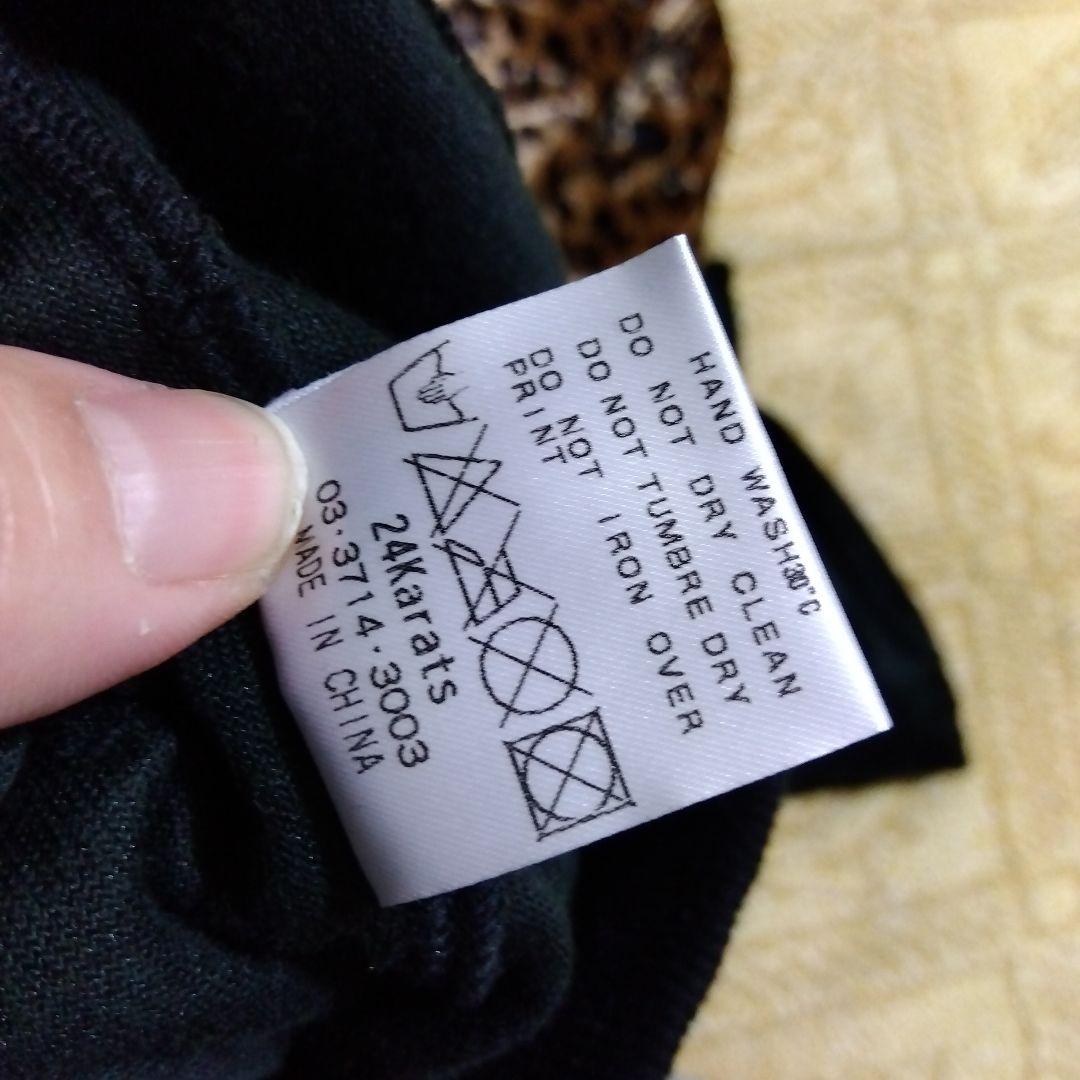 HAND WASH30°C
DO NOT DRY CLEAN
DO NOT TUMBRE DRY
DO NOT IRON OVER
PRINT
24Karats
03·3714·3003
MADE IN CHINA